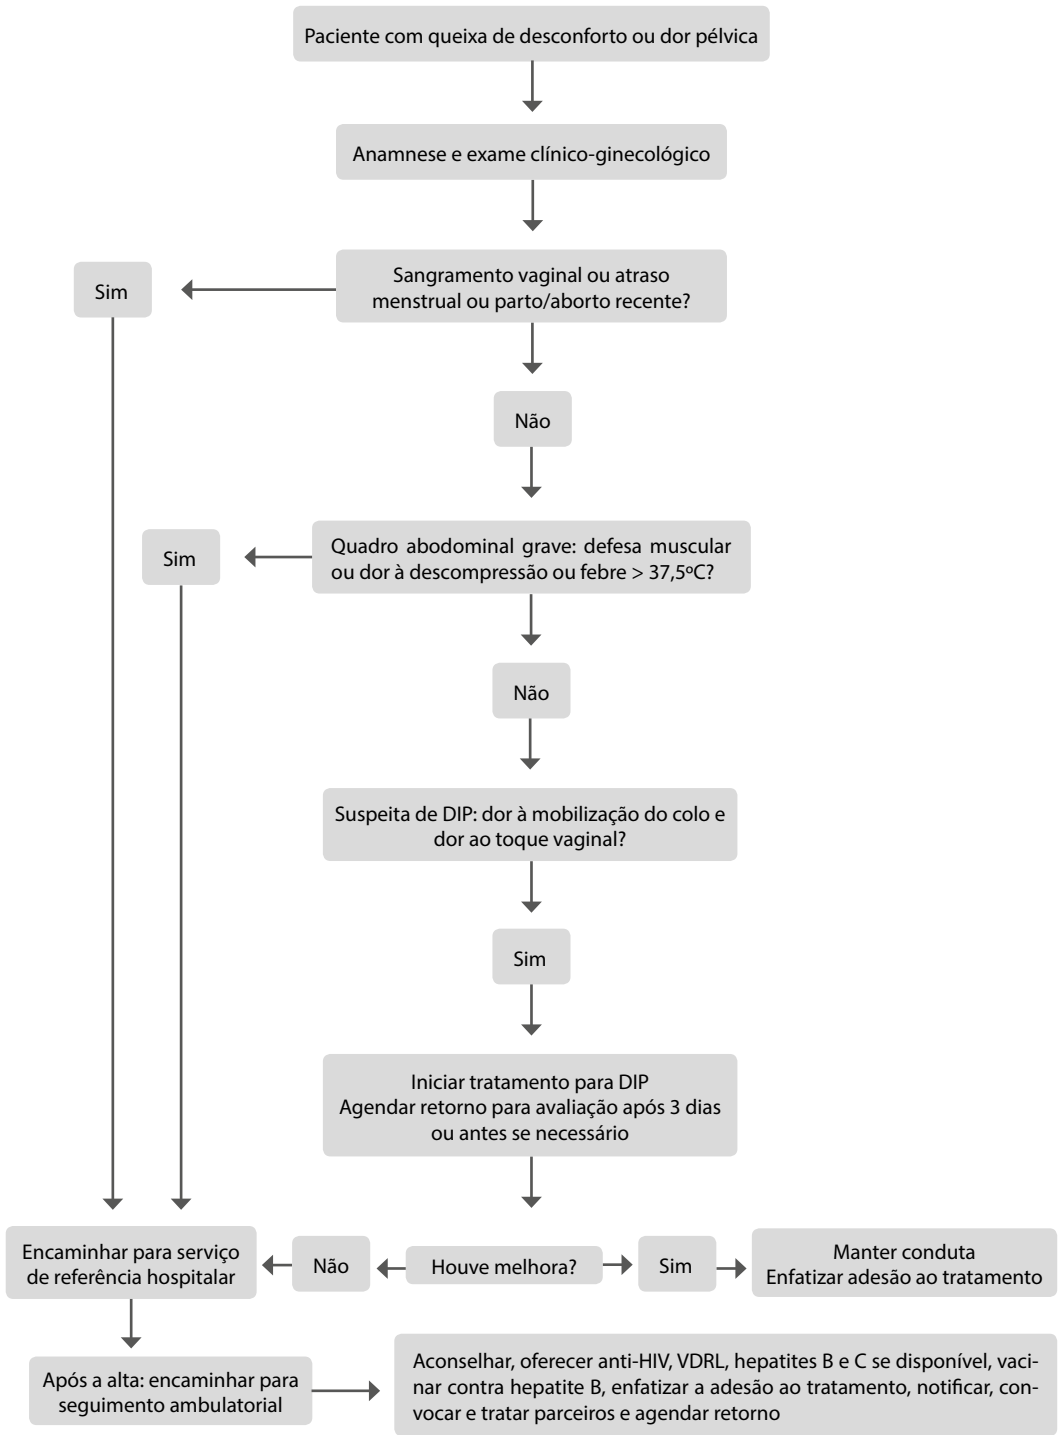 Paciente com queixa de desconforto ou dor pélvica
Anamnese e exame clínico-ginecológico
Sangramento vaginal ou atraso
menstrual ou parto/aborto recente?
Sim
Não
Quadro abodominal grave: defesa muscular
ou dor à descompressão ou febre > 37,5ºC?
Sim
Não
Suspeita de DIP: dor à mobilização do colo e
dor ao toque vaginal?
Sim
Iniciar tratamento para DIP
Agendar retorno para avaliação após 3 dias
ou antes se necessário
Encaminhar para serviço
de referência hospitalar
Não
Houve melhora?
Sim
Manter conduta
Enfatizar adesão ao tratamento
Após a alta: encaminhar para
seguimento ambulatorial
Aconselhar, oferecer anti-HIV, VDRL, hepatites B e C se disponível, vaci-
nar contra hepatite B, enfatizar a adesão ao tratamento, notificar, con-
vocar e tratar parceiros e agendar retorno